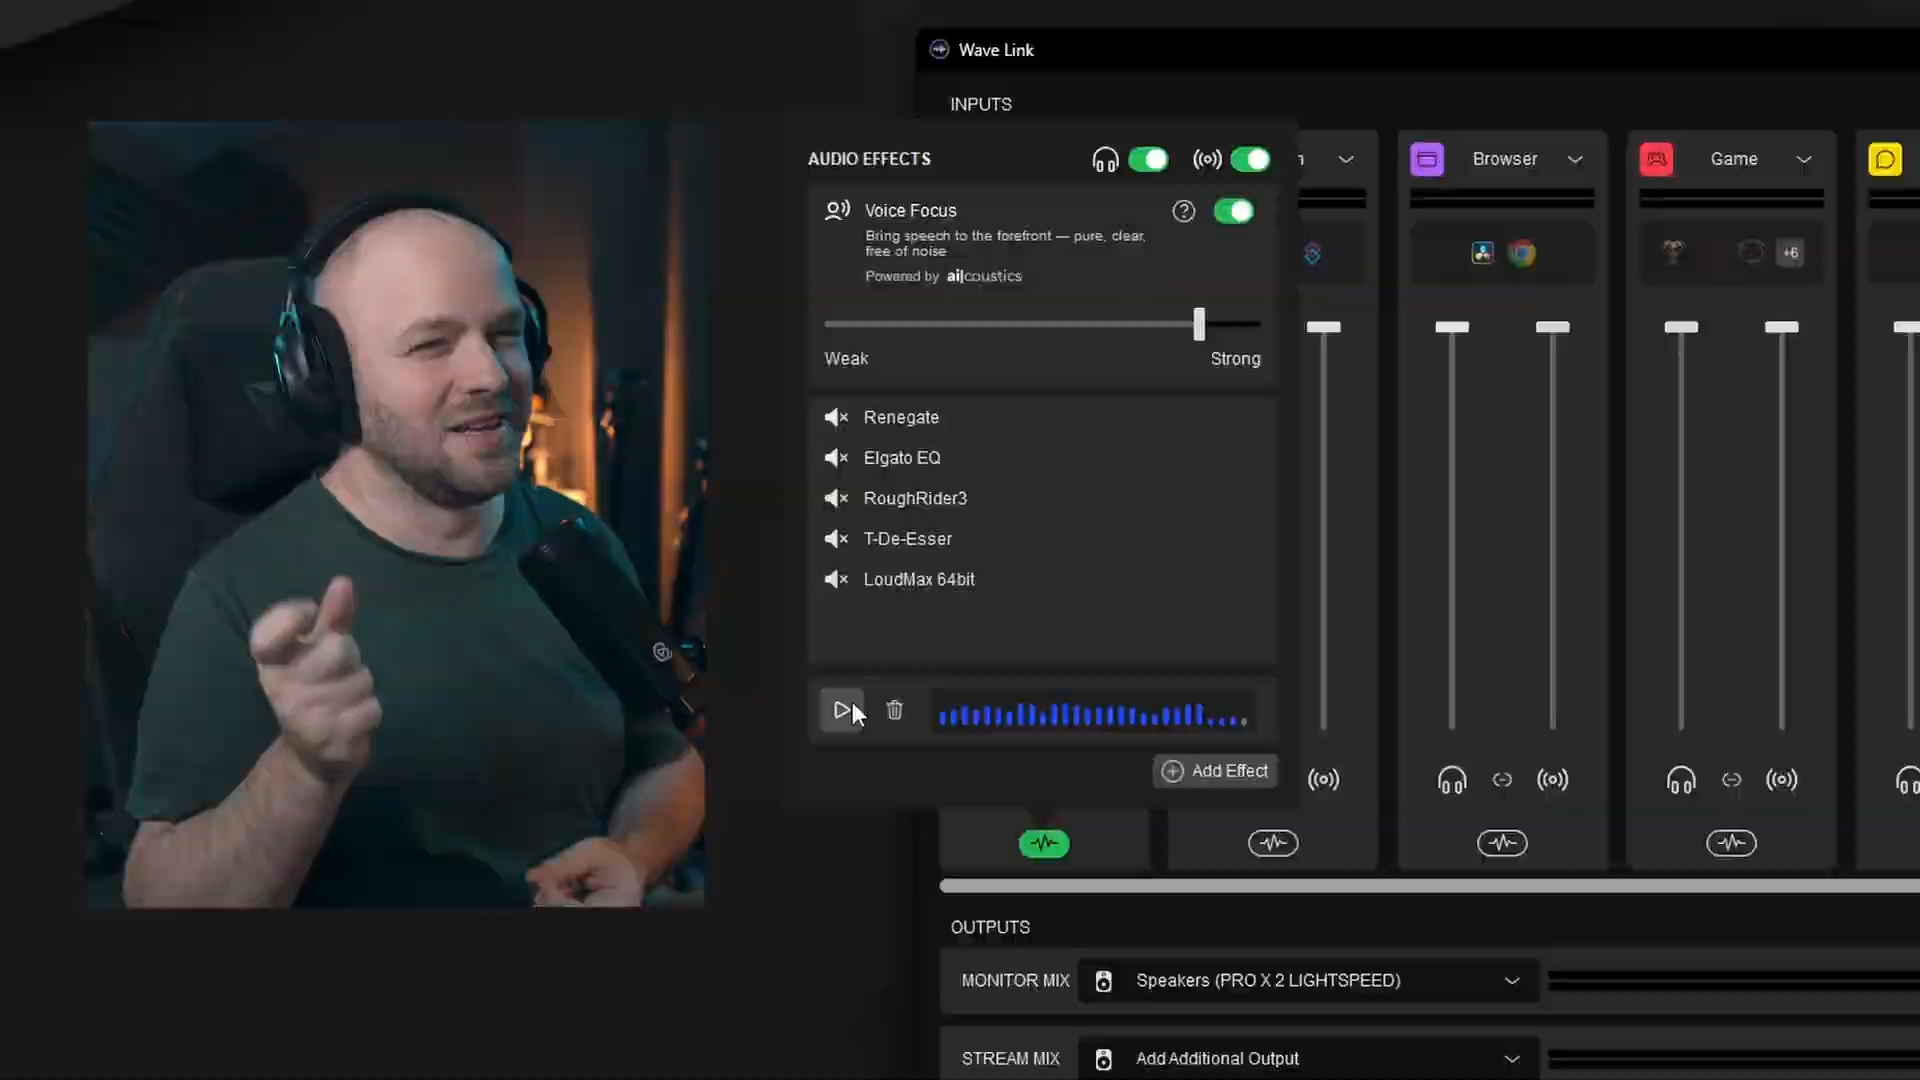 Wave Link
INPUTS
AUDIO EFFECTS
Browser
Game
Voice Focus
Bring speech to the forefront — pure, clear,
free of noise
Powered by ai|coustics
+6
Weak
Strong
Renegate
Elgato EQ
RoughRider3
T-De-Esser
LoudMax 64bit
Add Effect
OUTPUTS
MONITOR MIX
Speakers (PRO X 2 LIGHTSPEED)
STREAM MIX
Add Additional Output